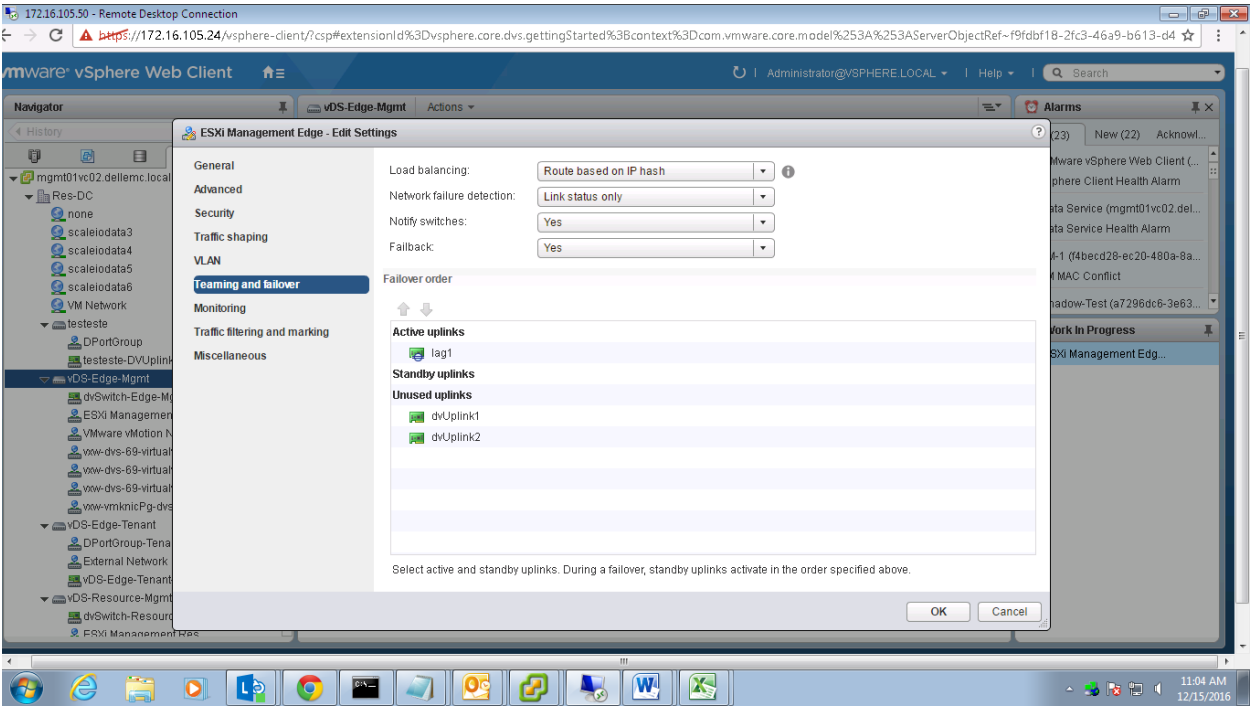 172.16.105.50 - Remote Desktop Connection
https://172.16.105.24/vsphere-client/?csp#extensionId%3Dvsphere.core.dvs.gettingStarted%3Bcontext%3Dcom.vmware.core.model%253A%253AServerObjectRef~f9fdbf18-2fc3-46a9-b613-d4
vmware vSphere Web Client
Administrator@VSPHERE.LOCAL
Help
Search
Navigator
vDS-Edge-Mgmt
Actions
Alarms
History
ESXi Management Edge - Edit Settings
(23)
New (22)
Acknowl...
mgmt01vc02.dellemc.local
Res-DC
none
scaleiodata3
scaleiodata4
scaleiodata5
scaleiodata6
VM Network
testeste
DPortGroup
testeste-DVUplink
vDS-Edge-Mgmt
dvSwitch-Edge-Mg
ESXi Managemen
VMware vMotion N
vxw-dvs-69-virtual
vxw-dvs-69-virtual
vxw-dvs-69-virtual
vxw-vmknicPg-dvs
vDS-Edge-Tenant
DPortGroup-Tena
External Network
vDS-Edge-Tenant
vDS-Resource-Mgmt
dvSwitch-Resourc
ESXi Management Res
General
Advanced
Security
Traffic shaping
VLAN
Teaming and failover
Monitoring
Traffic filtering and marking
Miscellaneous
Load balancing:
Route based on IP hash
Network failure detection:
Link status only
Notify switches:
Yes
Failback:
Yes
Failover order
Active uplinks
lag1
Standby uplinks
Unused uplinks
dvUplink1
dvUplink2
Select active and standby uplinks. During a failover, standby uplinks activate in the order specified above.
OK
Cancel
Mware vSphere Web Client (...
phere Client Health Alarm
ata Service (mgmt01vc02.del...
ata Service Health Alarm
M-1 (f4becd28-ec20-480a-8a...
MAC Conflict
hadow-Test (a7296dc6-3e63...
Work In Progress
SXi Management Edg...
11:04 AM
12/15/2016